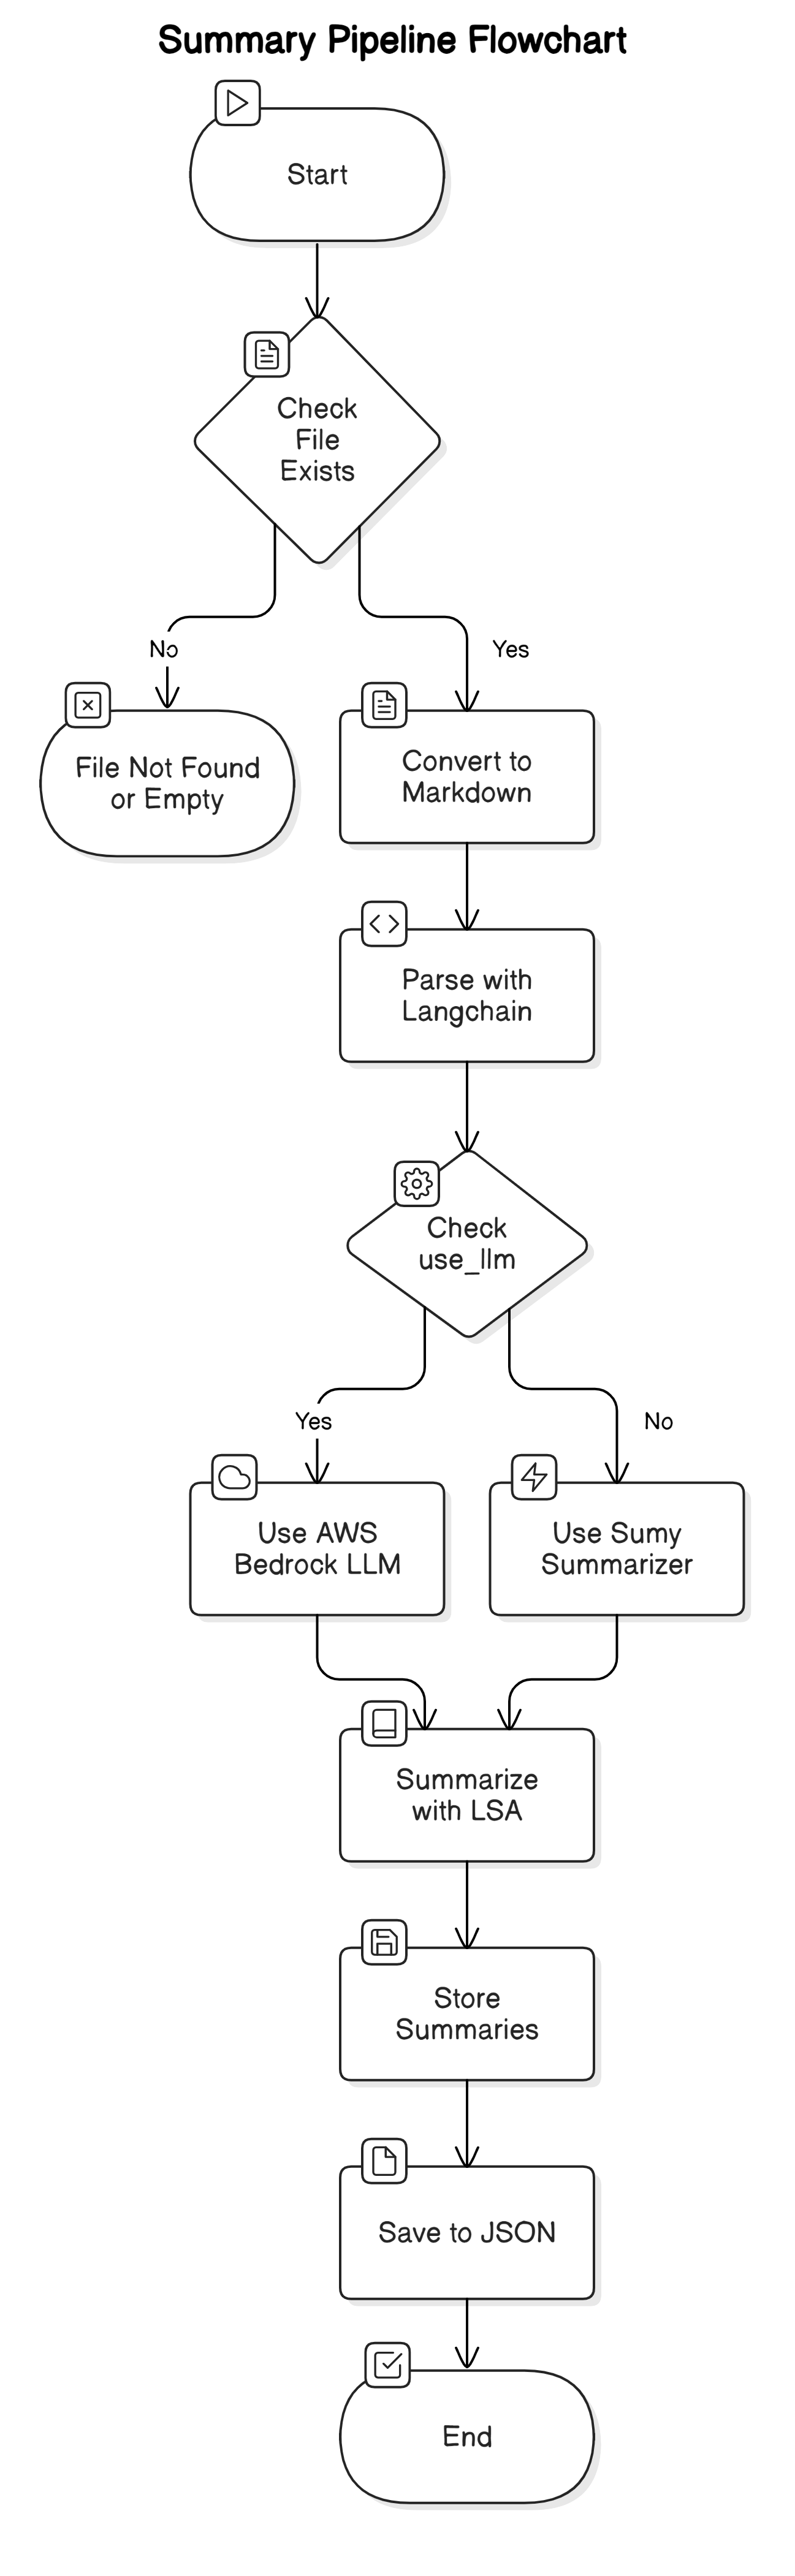 Summary Pipeline Flowchart
Start
Check
File
Exists
No
Yes
File Not Found
or Empty
Convert to
Markdown
Parse with
Langchain
Check
use_llm
Yes
No
Use AWS
Bedrock LLM
Use Sumy
Summarizer
Summarize
with LSA
Store
Summaries
Save to JSON
End